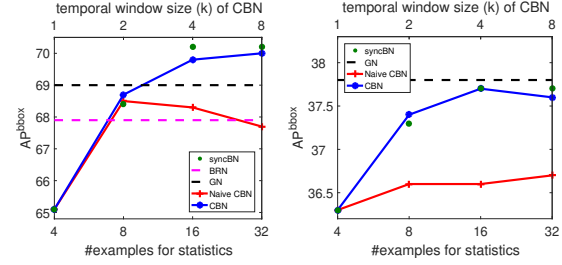 temporal window size (k) of CBN
1 2 4 8
70
69
68
67
66
65
AP^bbox
4 8 16 32
#examples for statistics
syncBN
BRN
GN
Naive CBN
CBN
temporal window size (k) of CBN
1 2 4 8
38
37.5
37
36.5
AP^bbox
4 8 16 32
#examples for statistics
syncBN
GN
Naive CBN
CBN